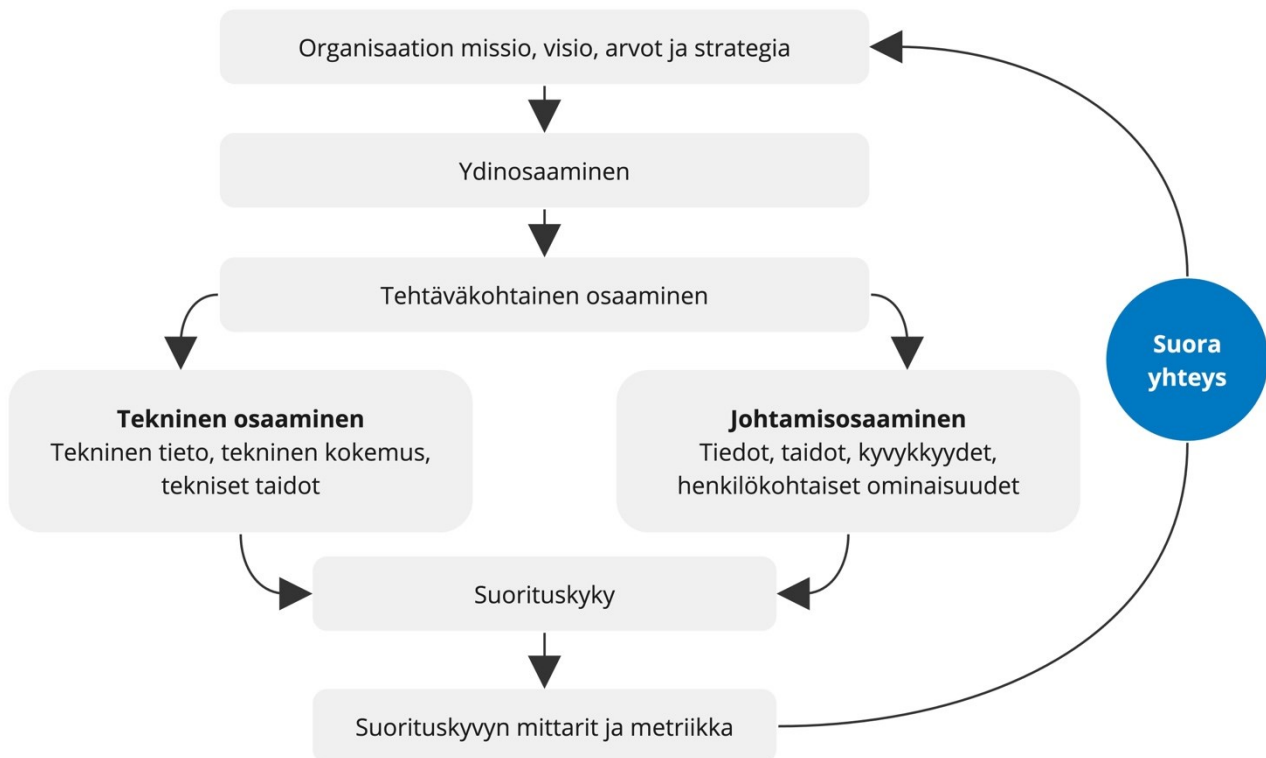 Organisaation missio, visio, arvot ja strategia
Ydinosaaminen
Tehtäväkohtainen osaaminen
Tekninen osaaminen
Tekninen tieto, tekninen kokemus,
tekniset taidot
Johtamisosaaminen
Tiedot, taidot, kyvykkyydet,
henkilökohtaiset ominaisuudet
Suora
yhteys
Suorituskyky
Suorituskyvyn mittarit ja metriikka